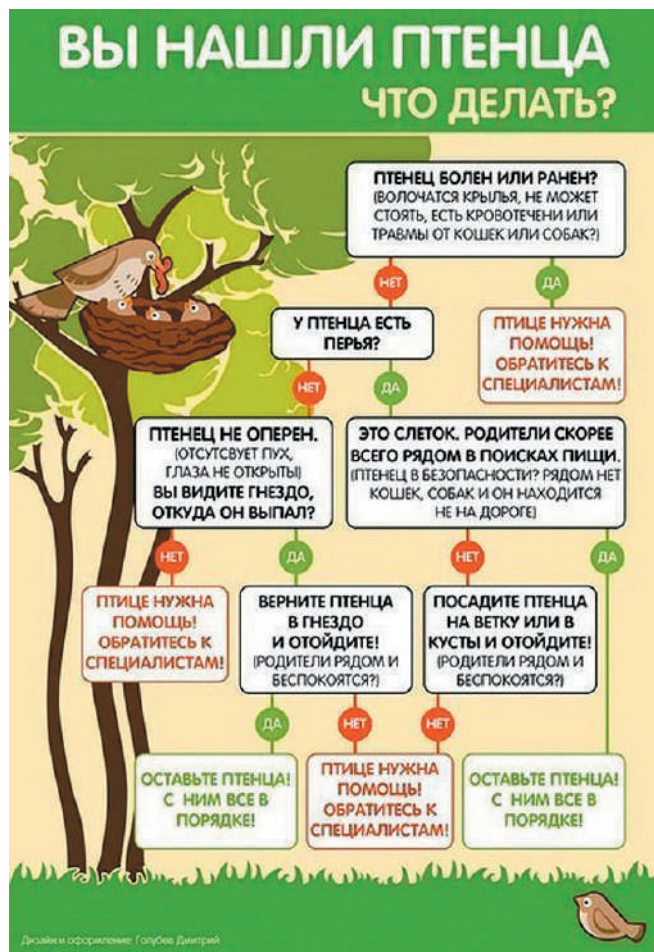 ВЫ НАШЛИ ПТЕНЦА
ЧТО ДЕЛАТЬ?
ПТЕНЕЦ БОЛЕН ИЛИ РАНЕН?
(ВОЛОЧАТСЯ КРЫЛЬЯ, НЕ МОЖЕТ
СТОЯТЬ, ЕСТЬ КРОВОТЕЧЕНИ ИЛИ
ТРАВМЫ ОТ КОШЕК ИЛИ СОБАК?)
НЕТ
ДА
У ПТЕНЦА ЕСТЬ
ПЕРЬЯ?
ПТИЦЕ НУЖНА
ПОМОЩЬ!
ОБРАТИТЕСЬ К
СПЕЦИАЛИСТАМ!
НЕТ
ДА
ПТЕНЕЦ НЕ ОПЕРЕН.
(ОТСУТСВУЕТ ПУХ,
ГЛАЗА НЕ ОТКРЫТЫ)
ВЫ ВИДИТЕ ГНЕЗДО,
ОТКУДА ОН ВЫПАЛ?
ЭТО СЛЕТОК. РОДИТЕЛИ СКОРЕЕ
ВСЕГО РЯДОМ В ПОИСКАХ ПИЩИ.
(ПТЕНЕЦ В БЕЗОПАСНОСТИ? РЯДОМ НЕТ
КОШЕК, СОБАК И ОН НАХОДИТСЯ
НЕ НА ДОРОГЕ)
НЕТ
ДА
НЕТ
ДА
ПТИЦЕ НУЖНА
ПОМОЩЬ!
ОБРАТИТЕСЬ К
СПЕЦИАЛИСТАМ!
ВЕРНИТЕ ПТЕНЦА
В ГНЕЗДО
И ОТОЙДИТЕ!
(РОДИТЕЛИ РЯДОМ И
БЕСПОКОЯТСЯ?)
ПОСАДИТЕ ПТЕНЦА
НА ВЕТКУ ИЛИ В
КУСТЫ И ОТОЙДИТЕ!
(РОДИТЕЛИ РЯДОМ И
БЕСПОКОЯТСЯ?)
ДА
НЕТ
НЕТ
ОСТАВЬТЕ ПТЕНЦА!
С НИМ ВСЕ В
ПОРЯДКЕ!
ПТИЦЕ НУЖНА
ПОМОЩЬ!
ОБРАТИТЕСЬ К
СПЕЦИАЛИСТАМ!
ОСТАВЬТЕ ПТЕНЦА!
С НИМ ВСЕ В
ПОРЯДКЕ!
Дизайн и оформление: Голубев Дмитрий